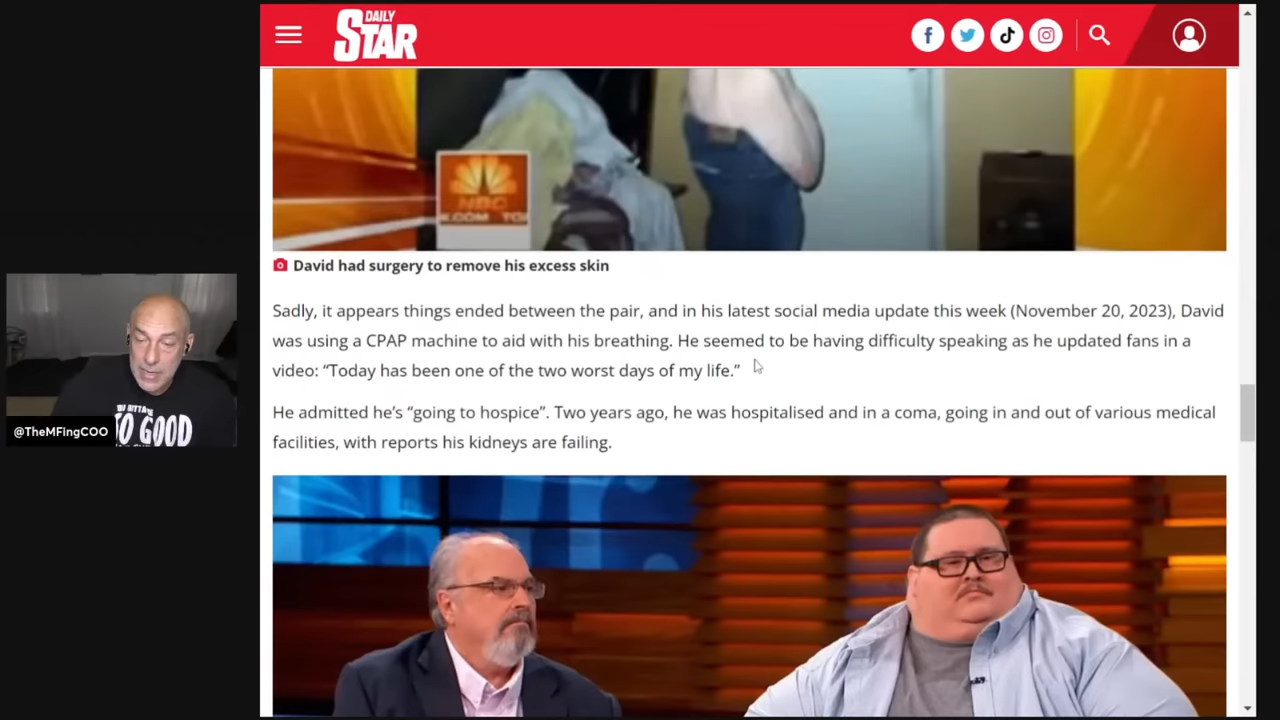 DAILY
STAR
NBC
David had surgery to remove his excess skin
Sadly, it appears things ended between the pair, and in his latest social media update this week (November 20, 2023), David
was using a CPAP machine to aid with his breathing. He seemed to be having difficulty speaking as he updated fans in a
video: “Today has been one of the two worst days of my life.”
He admitted he’s “going to hospice”. Two years ago, he was hospitalised and in a coma, going in and out of various medical
facilities, with reports his kidneys are failing.
TO GOOD
@TheMFingCOO